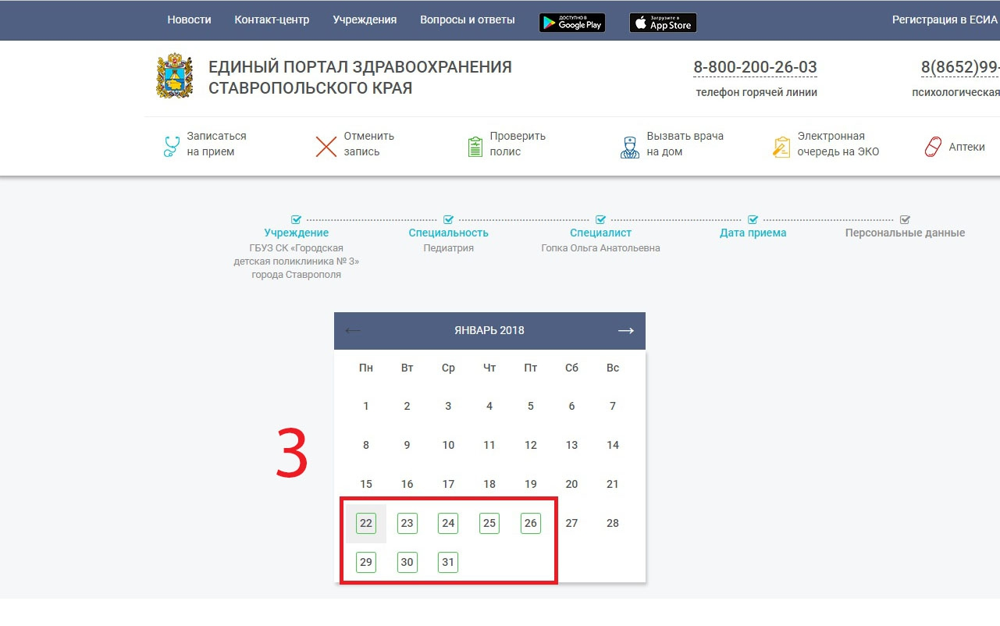 Новости Контакт-центр Учреждения Вопросы и ответы ДОСТУПНО В Google Play Загрузите в App Store Регистрация в ЕСИА
ЕДИНЫЙ ПОРТАЛ ЗДРАВООХРАНЕНИЯ
СТАВРОПОЛЬСКОГО КРАЯ
8-800-200-26-03
телефон горячей линии
8(8652)99-
психологическая
Записаться
на прием
Отменить
запись
Проверить
полис
Вызвать врача
на дом
Электронная
очередь на ЭКО
Аптеки
Учреждение
ГБУЗ СК «Городская
детская поликлиника № 3»
города Ставрополя
Специальность
Педиатрия
Специалист
Гопка Ольга Анатольевна
Дата приема
Персональные данные
ЯНВАРЬ 2018
Пн Вт Ср Чт Пт Сб Вс
1 2 3 4 5 6 7
8 9 10 11 12 13 14
15 16 17 18 19 20 21
22 23 24 25 26 27 28
29 30 31
3